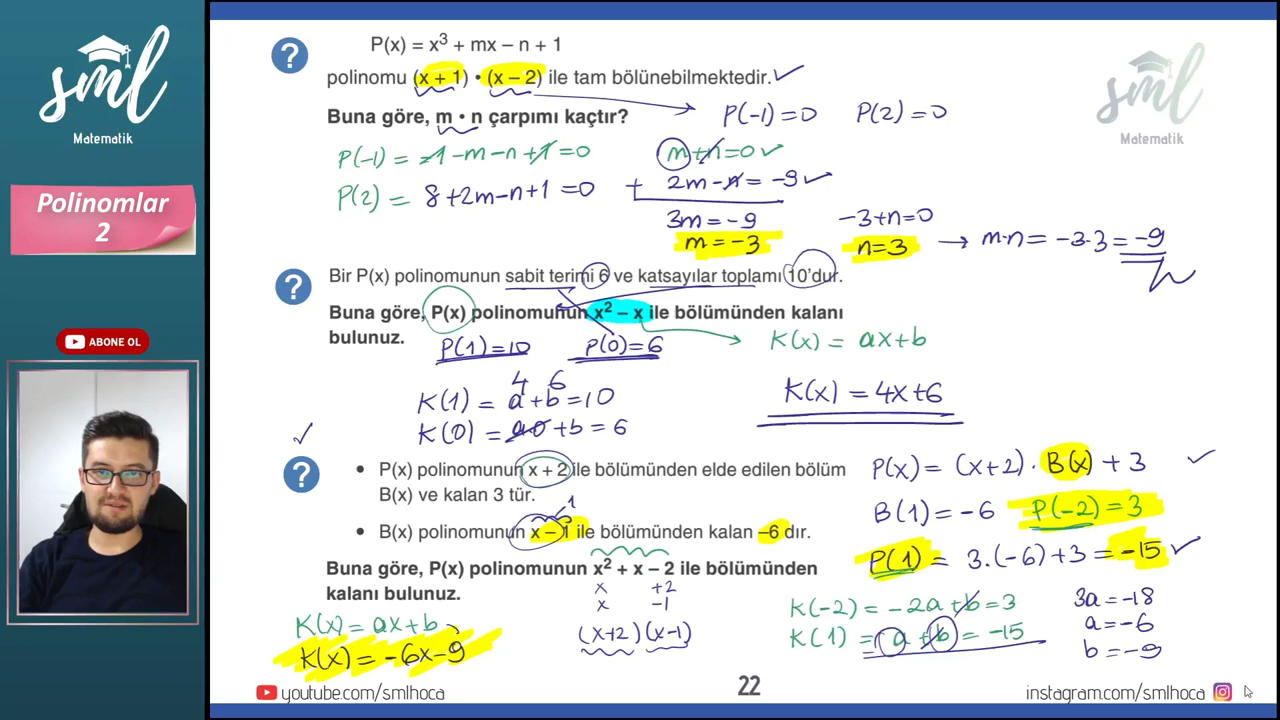 sml
Matematik
Polinomlar
2
ABONE OL
sml
Matematik
P(x) = x³ + mx – n + 1
polinomu (x + 1) • (x – 2) ile tam bölünebilmektedir.
Buna göre, m • n çarpımı kaçtır?
P(-1)=0 P(2)=0
P(-1) = -1-m-n+1=0
P(2) = 8+2m-n+1=0
m+n=0
+ 2m-n=-9
3m=-9
m=-3
-3+n=0
n=3
→ m·n = -3·3 = -9
Bir P(x) polinomunun sabit terimi 6 ve katsayılar toplamı 10'dur.
Buna göre, P(x) polinomunun x² – x ile bölümünden kalanı
bulunuz.
P(1)=10 P(0)=6
K(x) = ax+b
4 6
K(1) = a+b=10
K(0) = a0+b=6
K(x) = 4x+6
• P(x) polinomunun x + 2 ile bölümünden elde edilen bölüm
B(x) ve kalan 3 tür.
• B(x) polinomunun x – 1 ile bölümünden kalan –6 dır.
1
Buna göre, P(x) polinomunun x² + x – 2 ile bölümünden
kalanı bulunuz.
x +2
x -1
(x+2)(x-1)
K(x)=ax+b
K(x)=-6x-9
P(x) = (x+2)·B(x)+3
B(1)=-6 P(-2)=3
P(1) = 3·(-6)+3=-15
K(-2)=-2a+b=3
K(1)=a+b=-15
3a=-18
a=-6
b=-9
youtube.com/smlhoca
22
instagram.com/smlhoca